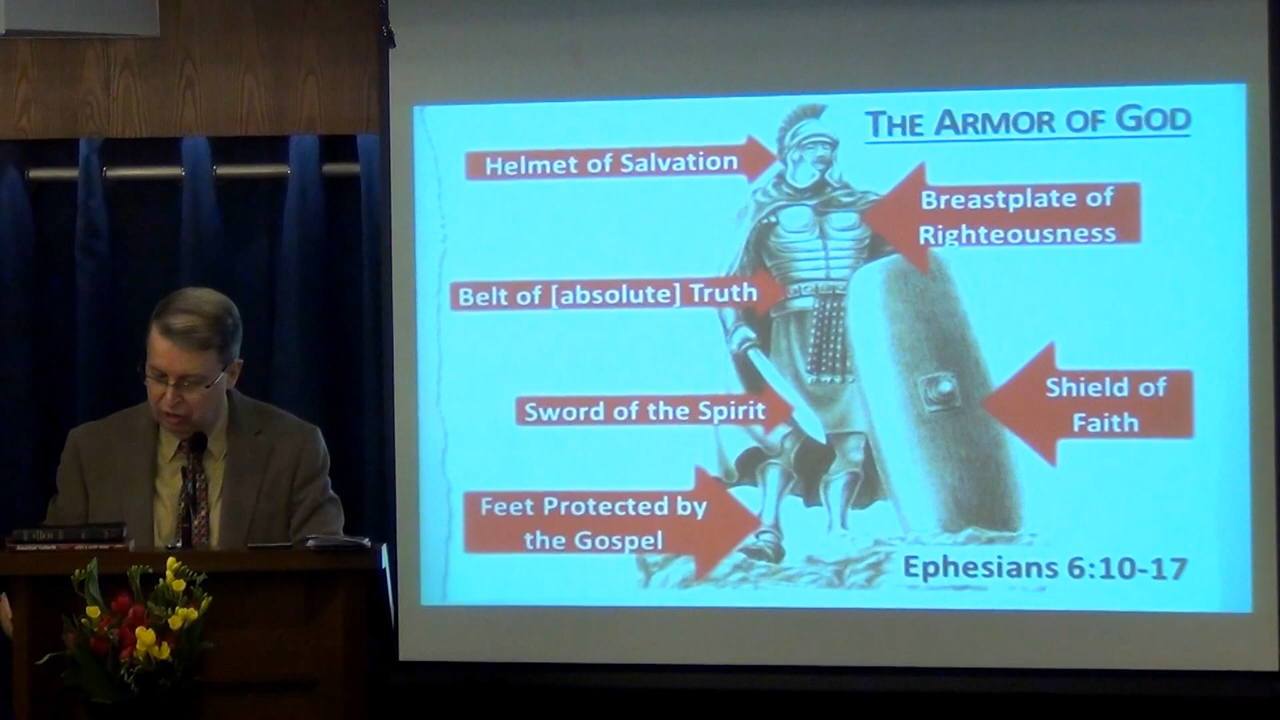 THE ARMOR OF GOD
Helmet of Salvation
Breastplate of
Righteousness
Belt of [absolute] Truth
Shield of
Faith
Sword of the Spirit
Feet Protected by
the Gospel
Ephesians 6:10-17